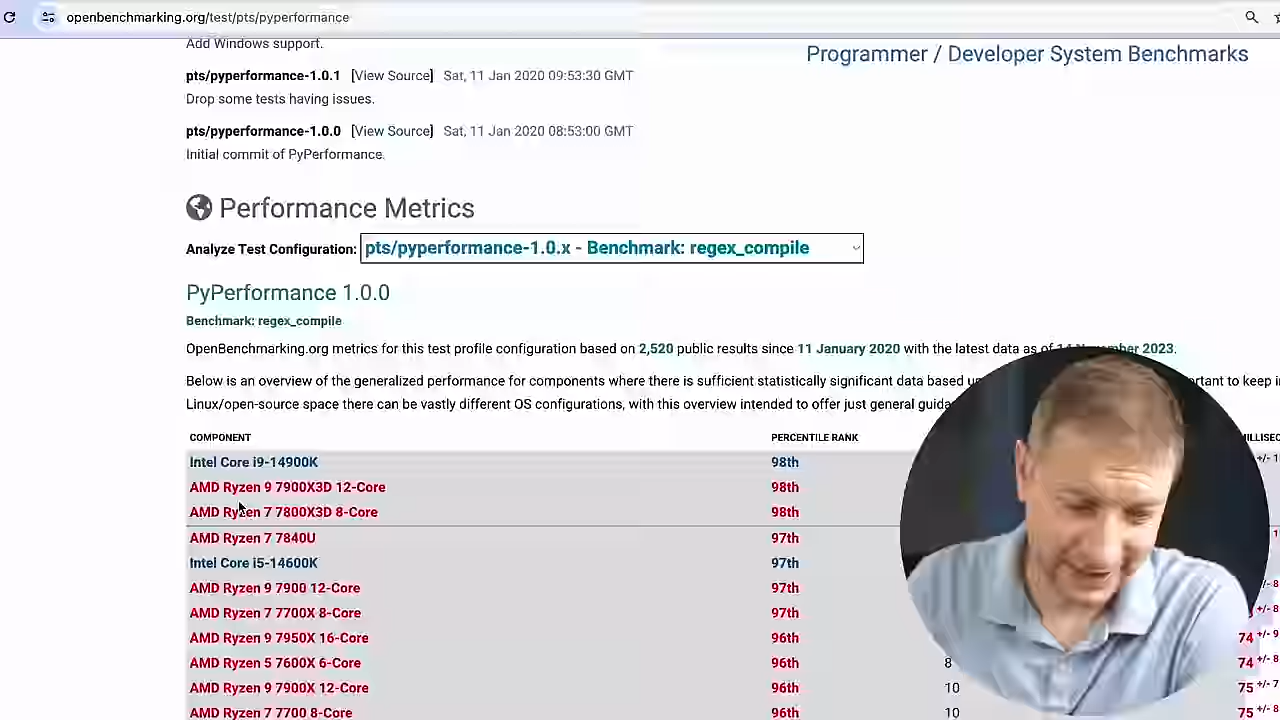 openbenchmarking.org/test/pts/pyperformance
Add Windows support.
Programmer / Developer System Benchmarks
pts/pyperformance-1.0.1 [View Source] Sat, 11 Jan 2020 09:53:30 GMT
Drop some tests having issues.
pts/pyperformance-1.0.0 [View Source] Sat, 11 Jan 2020 08:53:00 GMT
Initial commit of PyPerformance.
Performance Metrics
Analyze Test Configuration: pts/pyperformance-1.0.x - Benchmark: regex_compile
PyPerformance 1.0.0
Benchmark: regex_compile
OpenBenchmarking.org metrics for this test profile configuration based on 2,520 public results since 11 January 2020 with the latest data as of 14 November 2023.
Below is an overview of the generalized performance for components where there is sufficient statistically significant data based to keep
Linux/open-source space there can be vastly different OS configurations, with this overview intended to offer just general
COMPONENT PERCENTILE RANK
Intel Core i9-14900K 98th
AMD Ryzen 9 7900X3D 12-Core 98th
AMD Ryzen 7 7800X3D 8-Core 98th
AMD Ryzen 7 7840U 97th
Intel Core i5-14600K 97th
AMD Ryzen 9 7900 12-Core 97th +/- 8
AMD Ryzen 7 7700X 8-Core 97th +/- 8
AMD Ryzen 9 7950X 16-Core 96th 74 +/- 9
AMD Ryzen 5 7600X 6-Core 96th 8 74 +/- 8
AMD Ryzen 9 7900X 12-Core 96th 10 75 +/- 7
AMD Ryzen 7 7700 8-Core 96th 10 75 +/- 8